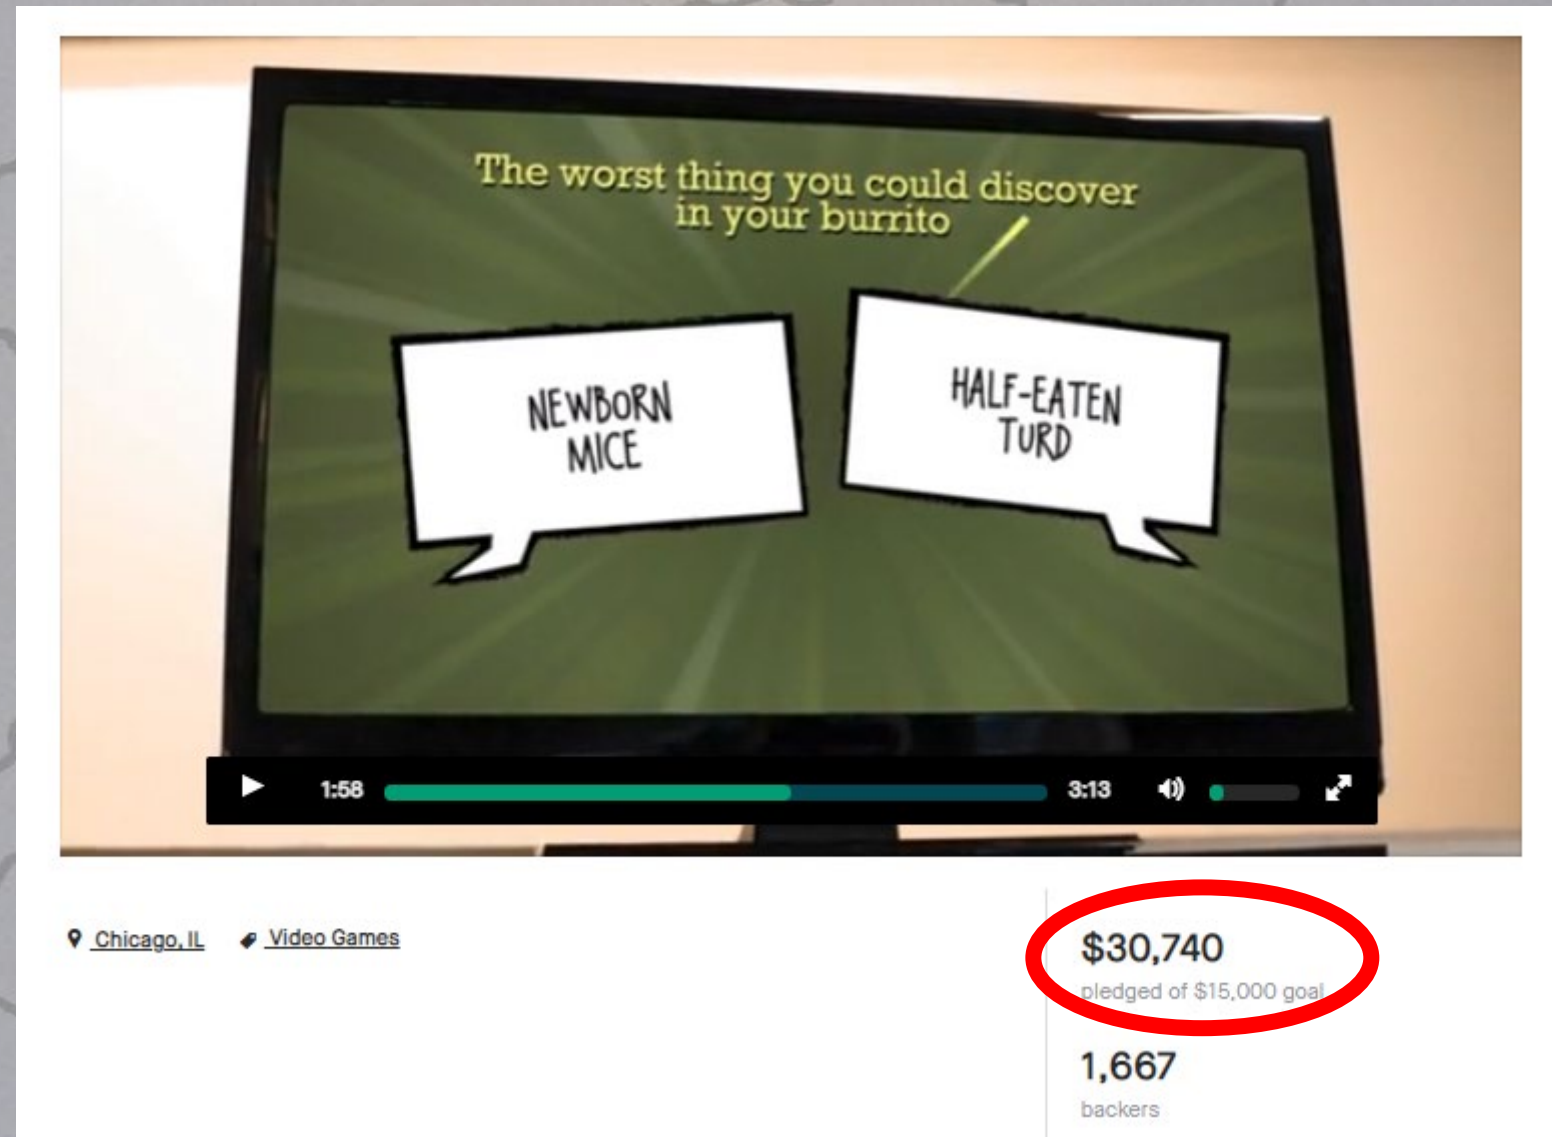 The worst thing you could discover
in your burrito
NEWBORN
MICE
HALF-EATEN
TURD
1:58
3:13
Chicago, IL
Video Games
$30,740
pledged of $15,000 goal
1,667
backers